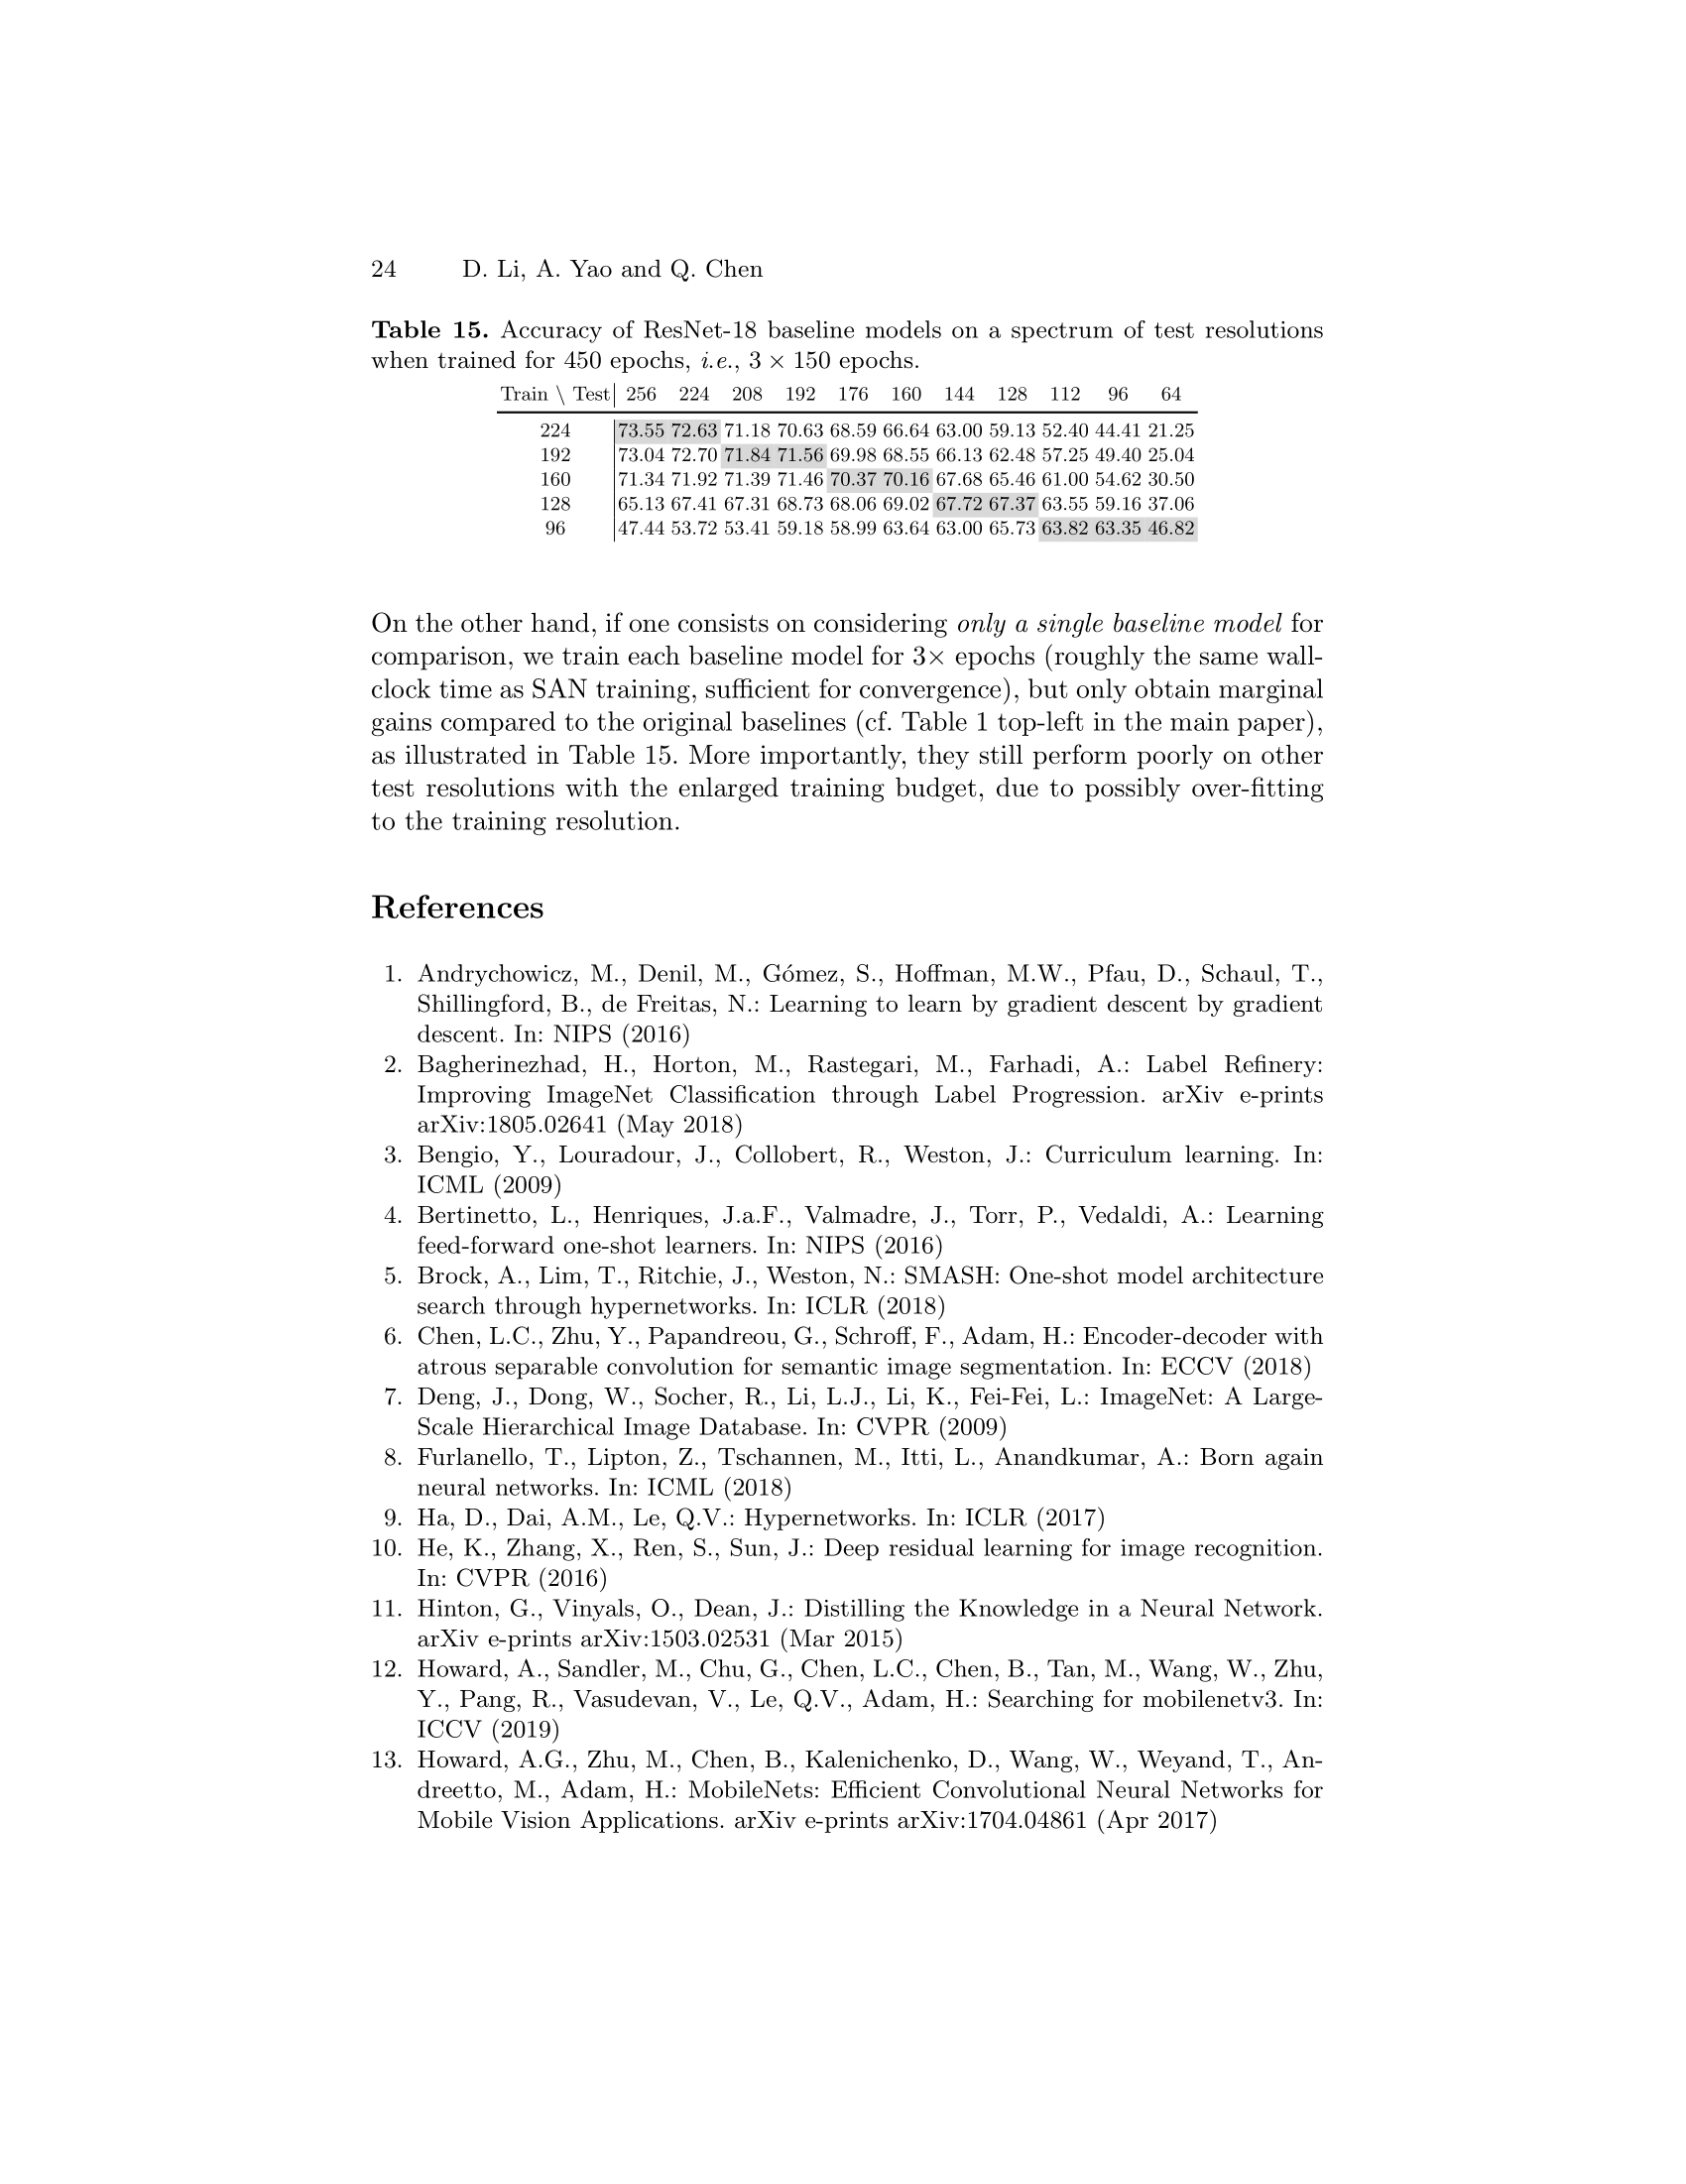 24 D. Li, A. Yao and Q. Chen
Table 15. Accuracy of ResNet-18 baseline models on a spectrum of test resolutions
when trained for 450 epochs, i.e., 3 × 150 epochs.
Train \ Test 256 224 208 192 176 160 144 128 112 96 64
224 73.55 72.63 71.18 70.63 68.59 66.64 63.00 59.13 52.40 44.41 21.25
192 73.04 72.70 71.84 71.56 69.98 68.55 66.13 62.48 57.25 49.40 25.04
160 71.34 71.92 71.39 71.46 70.37 70.16 67.68 65.46 61.00 54.62 30.50
128 65.13 67.41 67.31 68.73 68.06 69.02 67.72 67.37 63.55 59.16 37.06
96 47.44 53.72 53.41 59.18 58.99 63.64 63.00 65.73 63.82 63.35 46.82
On the other hand, if one consists on considering only a single baseline model for
comparison, we train each baseline model for 3× epochs (roughly the same wall-
clock time as SAN training, sufficient for convergence), but only obtain marginal
gains compared to the original baselines (cf. Table 1 top-left in the main paper),
as illustrated in Table 15. More importantly, they still perform poorly on other
test resolutions with the enlarged training budget, due to possibly over-fitting
to the training resolution.
References
1. Andrychowicz, M., Denil, M., Gómez, S., Hoffman, M.W., Pfau, D., Schaul, T.,
Shillingford, B., de Freitas, N.: Learning to learn by gradient descent by gradient
descent. In: NIPS (2016)
2. Bagherinezhad, H., Horton, M., Rastegari, M., Farhadi, A.: Label Refinery:
Improving ImageNet Classification through Label Progression. arXiv e-prints
arXiv:1805.02641 (May 2018)
3. Bengio, Y., Louradour, J., Collobert, R., Weston, J.: Curriculum learning. In:
ICML (2009)
4. Bertinetto, L., Henriques, J.a.F., Valmadre, J., Torr, P., Vedaldi, A.: Learning
feed-forward one-shot learners. In: NIPS (2016)
5. Brock, A., Lim, T., Ritchie, J., Weston, N.: SMASH: One-shot model architecture
search through hypernetworks. In: ICLR (2018)
6. Chen, L.C., Zhu, Y., Papandreou, G., Schroff, F., Adam, H.: Encoder-decoder with
atrous separable convolution for semantic image segmentation. In: ECCV (2018)
7. Deng, J., Dong, W., Socher, R., Li, L.J., Li, K., Fei-Fei, L.: ImageNet: A Large-
Scale Hierarchical Image Database. In: CVPR (2009)
8. Furlanello, T., Lipton, Z., Tschannen, M., Itti, L., Anandkumar, A.: Born again
neural networks. In: ICML (2018)
9. Ha, D., Dai, A.M., Le, Q.V.: Hypernetworks. In: ICLR (2017)
10. He, K., Zhang, X., Ren, S., Sun, J.: Deep residual learning for image recognition.
In: CVPR (2016)
11. Hinton, G., Vinyals, O., Dean, J.: Distilling the Knowledge in a Neural Network.
arXiv e-prints arXiv:1503.02531 (Mar 2015)
12. Howard, A., Sandler, M., Chu, G., Chen, L.C., Chen, B., Tan, M., Wang, W., Zhu,
Y., Pang, R., Vasudevan, V., Le, Q.V., Adam, H.: Searching for mobilenetv3. In:
ICCV (2019)
13. Howard, A.G., Zhu, M., Chen, B., Kalenichenko, D., Wang, W., Weyand, T., An-
dreetto, M., Adam, H.: MobileNets: Efficient Convolutional Neural Networks for
Mobile Vision Applications. arXiv e-prints arXiv:1704.04861 (Apr 2017)